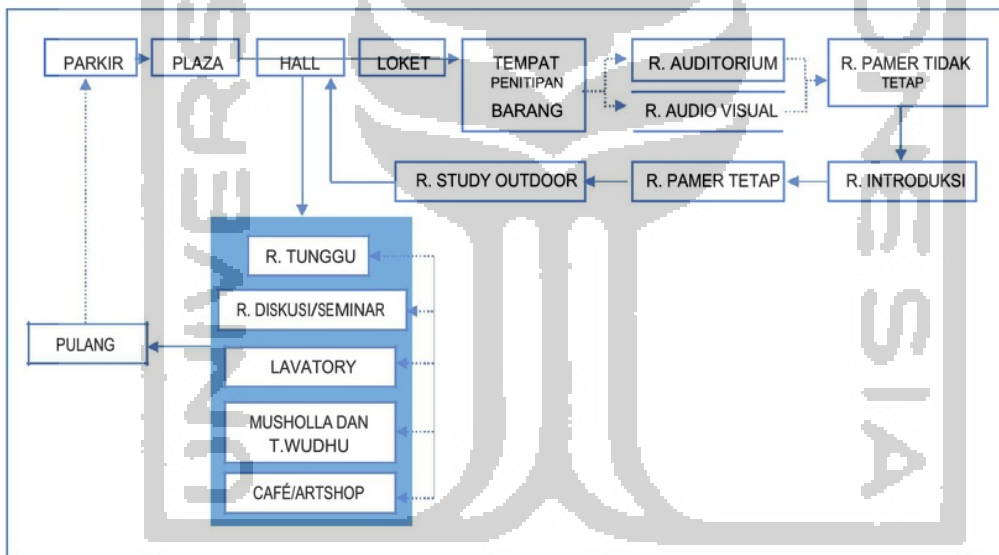 PARKIR
PLAZA
HALL
LOKET
TEMPAT
PENITIPAN
BARANG
R. AUDITORIUM
R. AUDIO VISUAL
R. PAMER TIDAK
TETAP
R. STUDY OUTDOOR
R. PAMER TETAP
R. INTRODUKSI
R. TUNGGU
R. DISKUSI/SEMINAR
PULANG
LAVATORY
MUSHOLLA DAN
T.WUDHU
CAFÉ/ARTSHOP